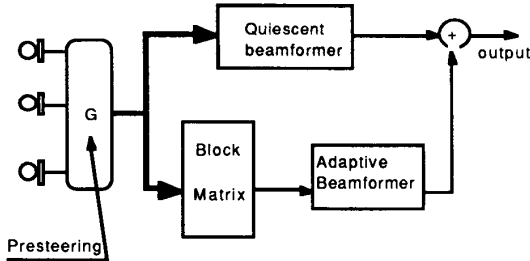 Quiescent
beamformer
+
output
G
Block
Matrix
Adaptive
Beamformer
Presteering